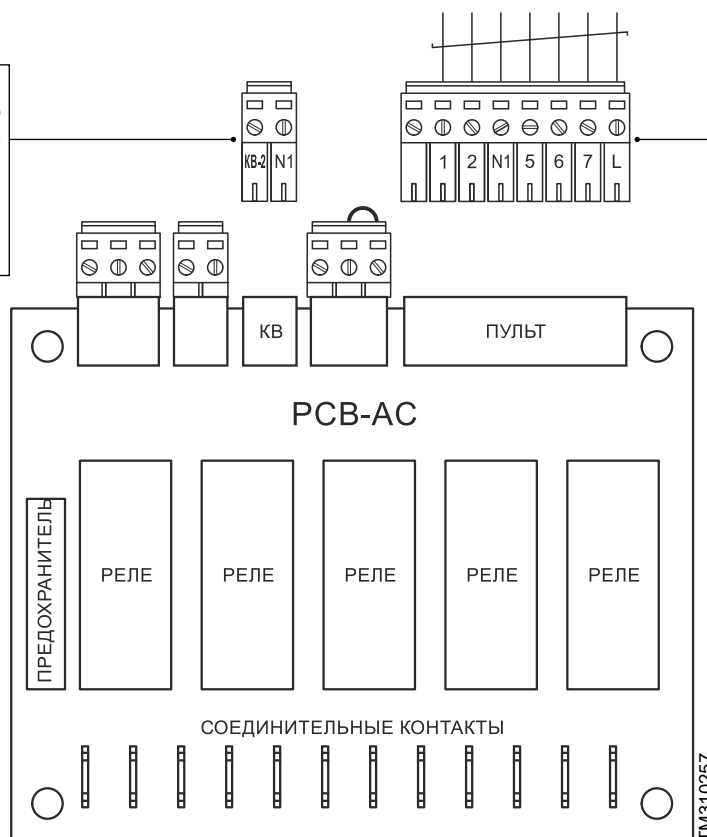 КВ-2 N1
1 2 N1 5 6 7 L
КВ
ПУЛЬТ
PCB-AC
ПРЕДОХРАНИТЕЛЬ
РЕЛЕ РЕЛЕ РЕЛЕ РЕЛЕ РЕЛЕ
СОЕДИНИТЕЛЬНЫЕ КОНТАКТЫ
TM310257